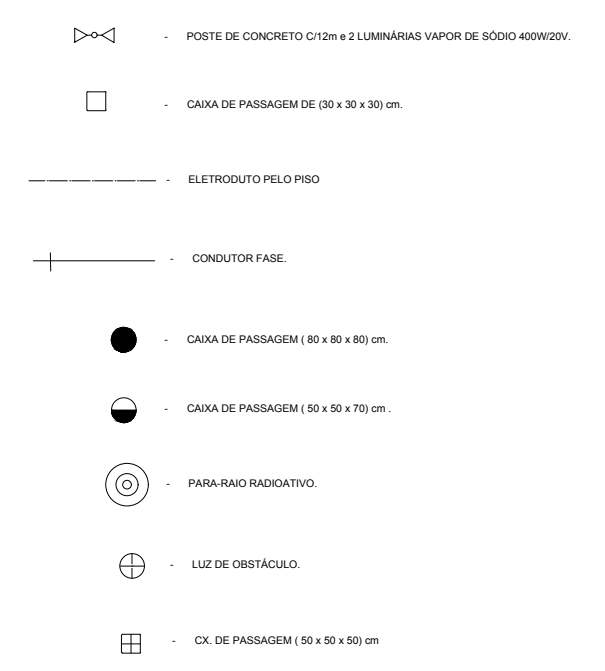 - POSTE DE CONCRETO C/12m e 2 LUMINÁRIAS VAPOR DE SÓDIO 400W/20V.
- CAIXA DE PASSAGEM DE (30 x 30 x 30) cm.
- ELETRODUTO PELO PISO
- CONDUTOR FASE.
- CAIXA DE PASSAGEM ( 80 x 80 x 80) cm.
- CAIXA DE PASSAGEM ( 50 x 50 x 70) cm .
- PARA-RAIO RADIOATIVO.
- LUZ DE OBSTÁCULO.
- CX. DE PASSAGEM ( 50 x 50 x 50) cm